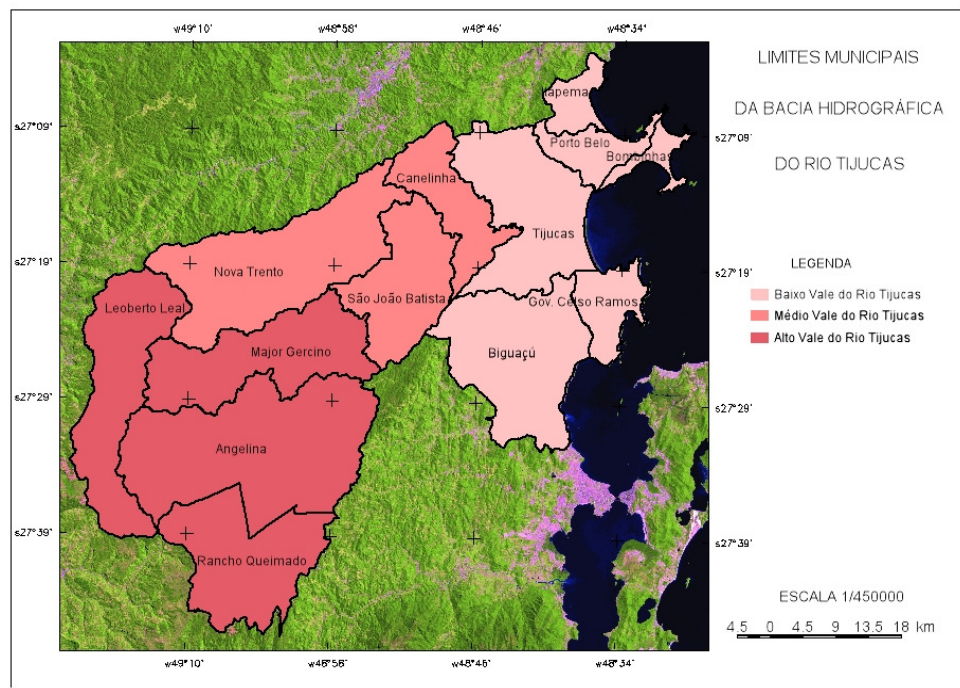 w49°10'
w48°58'
w48°46'
w48°34'
LIMITES MUNICIPAIS
DA BACIA HIDROGRÁFICA
DO RIO TIJUCAS
s27°09'
s27°09'
Itapema
Porto Belo
Bombinhas
Canelinha
Tijucas
s27°19'
s27°19'
Nova Trento
LEGENDA
Baixo Vale do Rio Tijucas
Médio Vale do Rio Tijucas
Alto Vale do Rio Tijucas
Leoberto Leal
São João Batista
Gov. Celso Ramos
Major Gercino
Biguaçú
s27°29'
s27°29'
Angelina
s27°39'
s27°39'
Rancho Queimado
ESCALA 1/450000
4.5 0 4.5 9 13.5 18 km
w49°10'
w48°46'
w48°34'